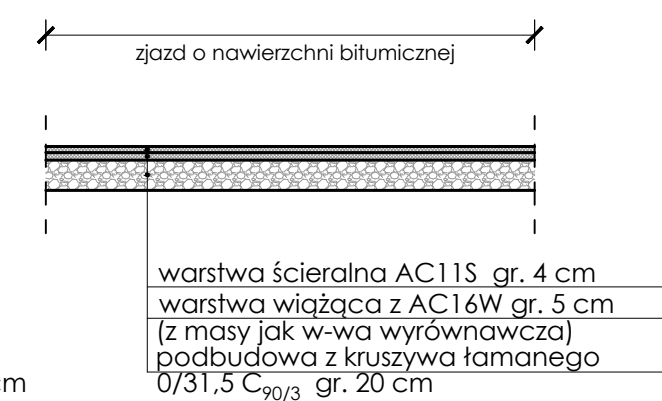 zjazd o nawierzchni bitumicznej
warstwa ścieralna AC11S gr. 4 cm
warstwa wiążąca z AC16W gr. 5 cm
(z masy jak w-wa wyrównawcza)
podbudowa z kruszywa łamanego
0/31,5 C90/3 gr. 20 cm
cm